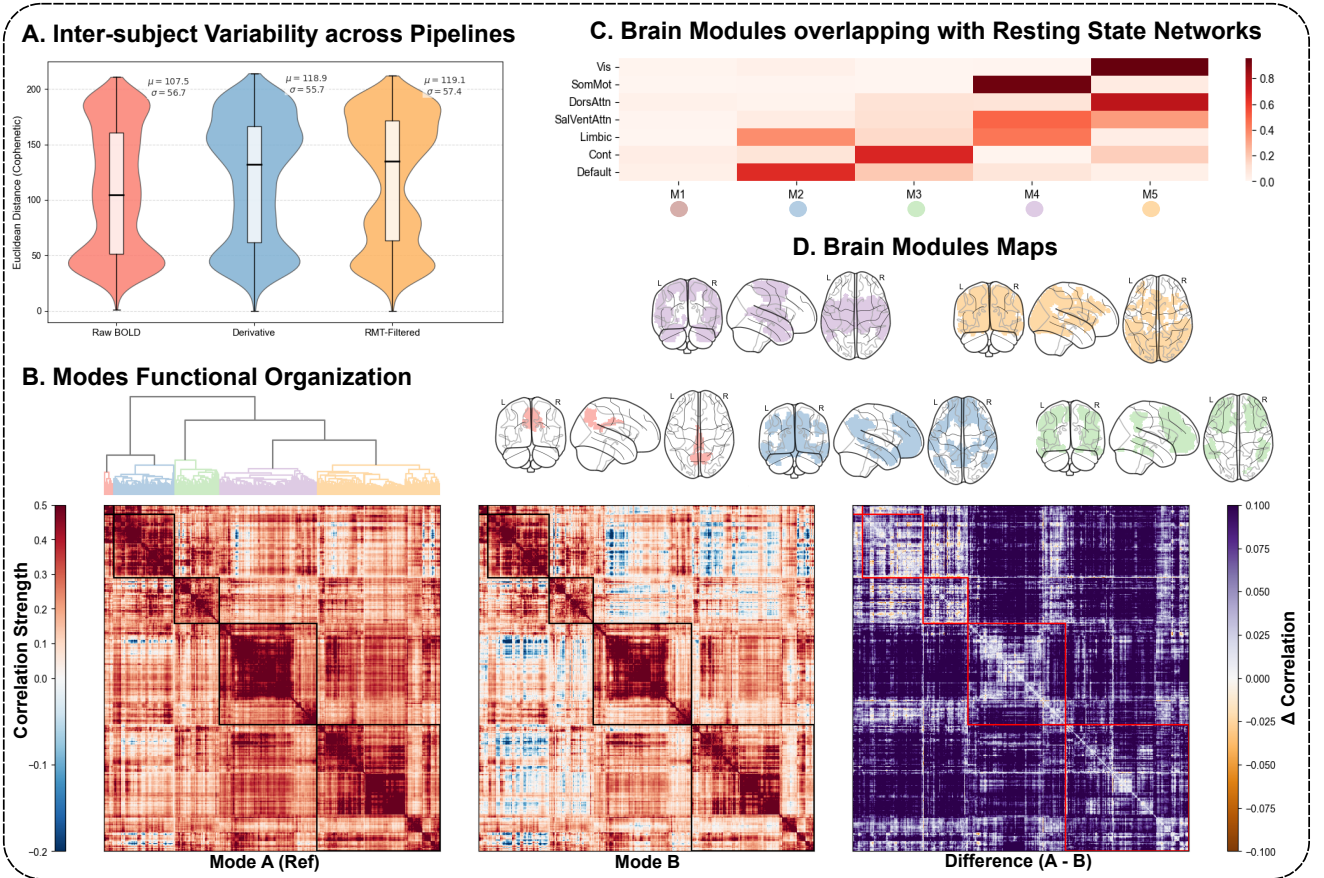 A. Inter-subject Variability across Pipelines
μ = 107.5
σ = 56.7
μ = 118.9
σ = 55.7
μ = 119.1
σ = 57.4
Euclidean Distance (Cophenetic)
200
150
100
50
0
Raw BOLD
Derivative
RMT-Filtered
C. Brain Modules overlapping with Resting State Networks
Vis
SomMot
DorsAttn
SalVentAttn
Limbic
Cont
Default
M1
M2
M3
M4
M5
0.8
0.6
0.4
0.2
0.0
D. Brain Modules Maps
L R
L R
L R
L R
L R
L R
L R
L R
L R
L R
B. Modes Functional Organization
Correlation Strength
0.5
0.4
0.3
0.2
0.1
0.0
−0.1
−0.2
Mode A (Ref)
Mode B
Difference (A - B)
0.100
0.075
0.050
0.025
0.000
−0.025
−0.050
−0.075
−0.100
Δ Correlation